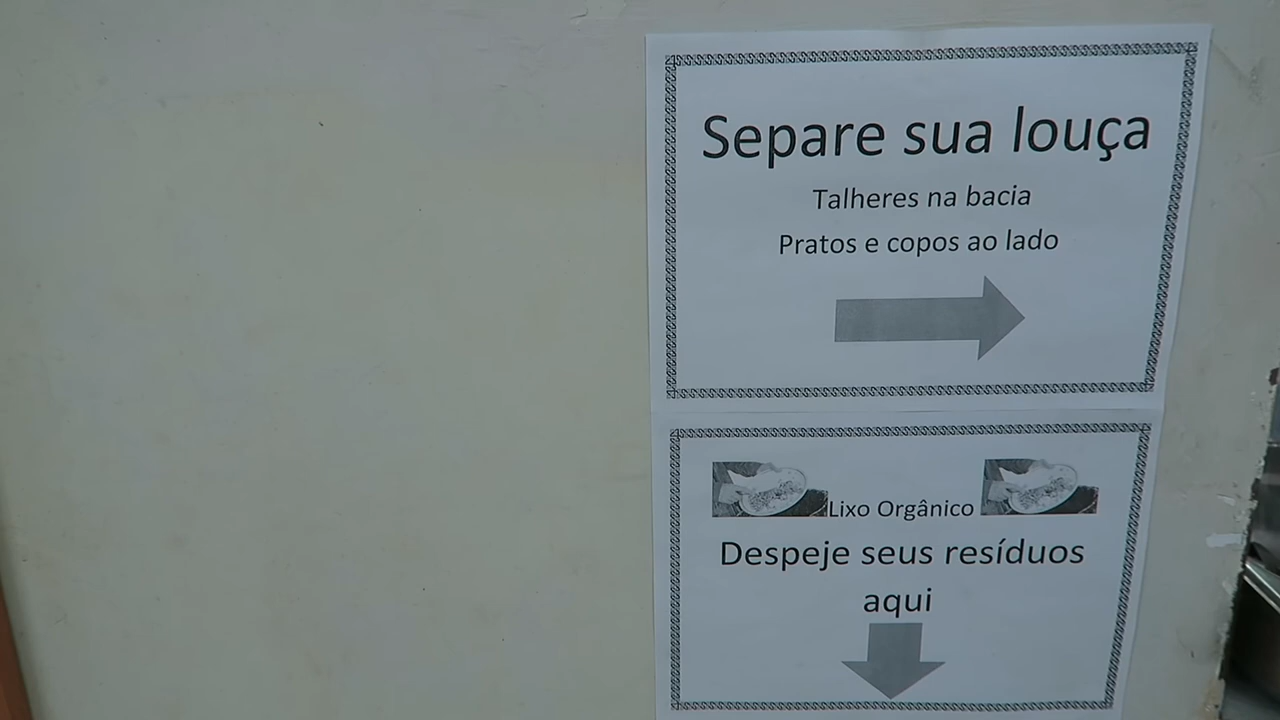 Separe sua louça
Talheres na bacia
Pratos e copos ao lado
Lixo Orgânico
Despeje seus resíduos
aqui